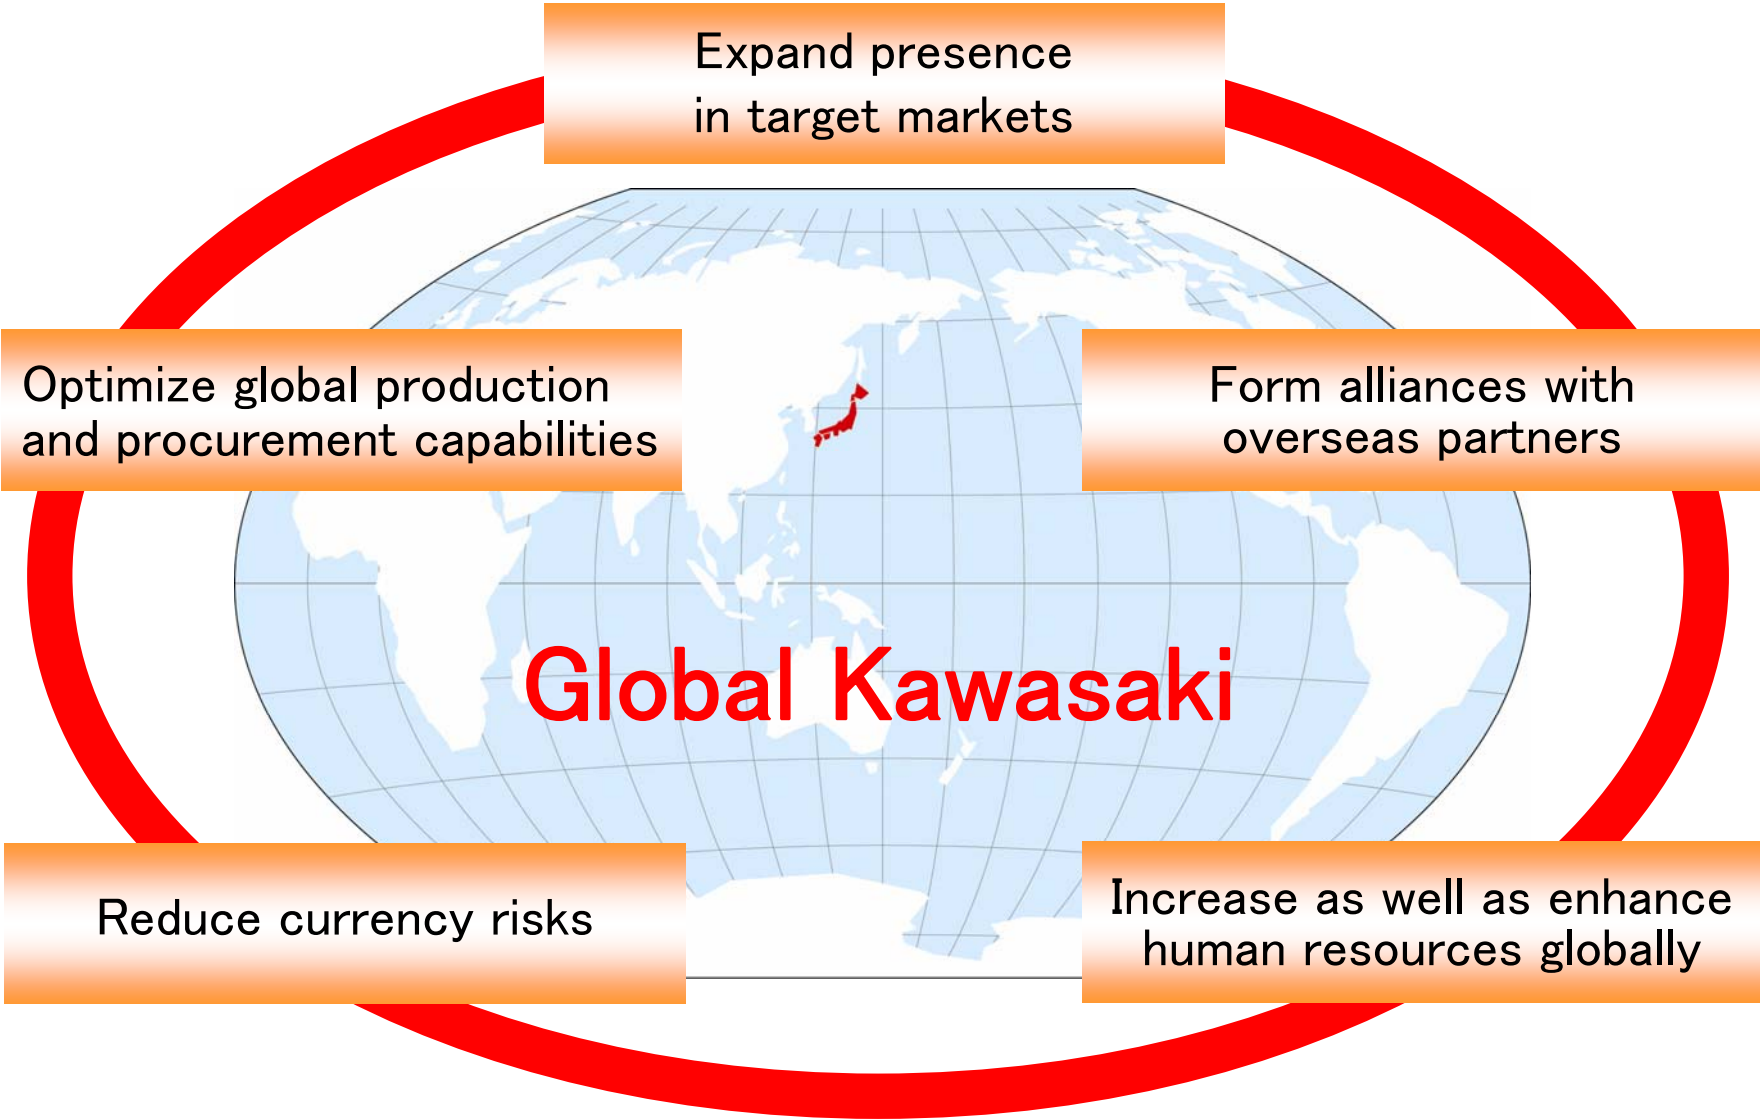 Expand presence
in target markets
Optimize global production
and procurement capabilities
Form alliances with
overseas partners
Global Kawasaki
Reduce currency risks
Increase as well as enhance
human resources globally